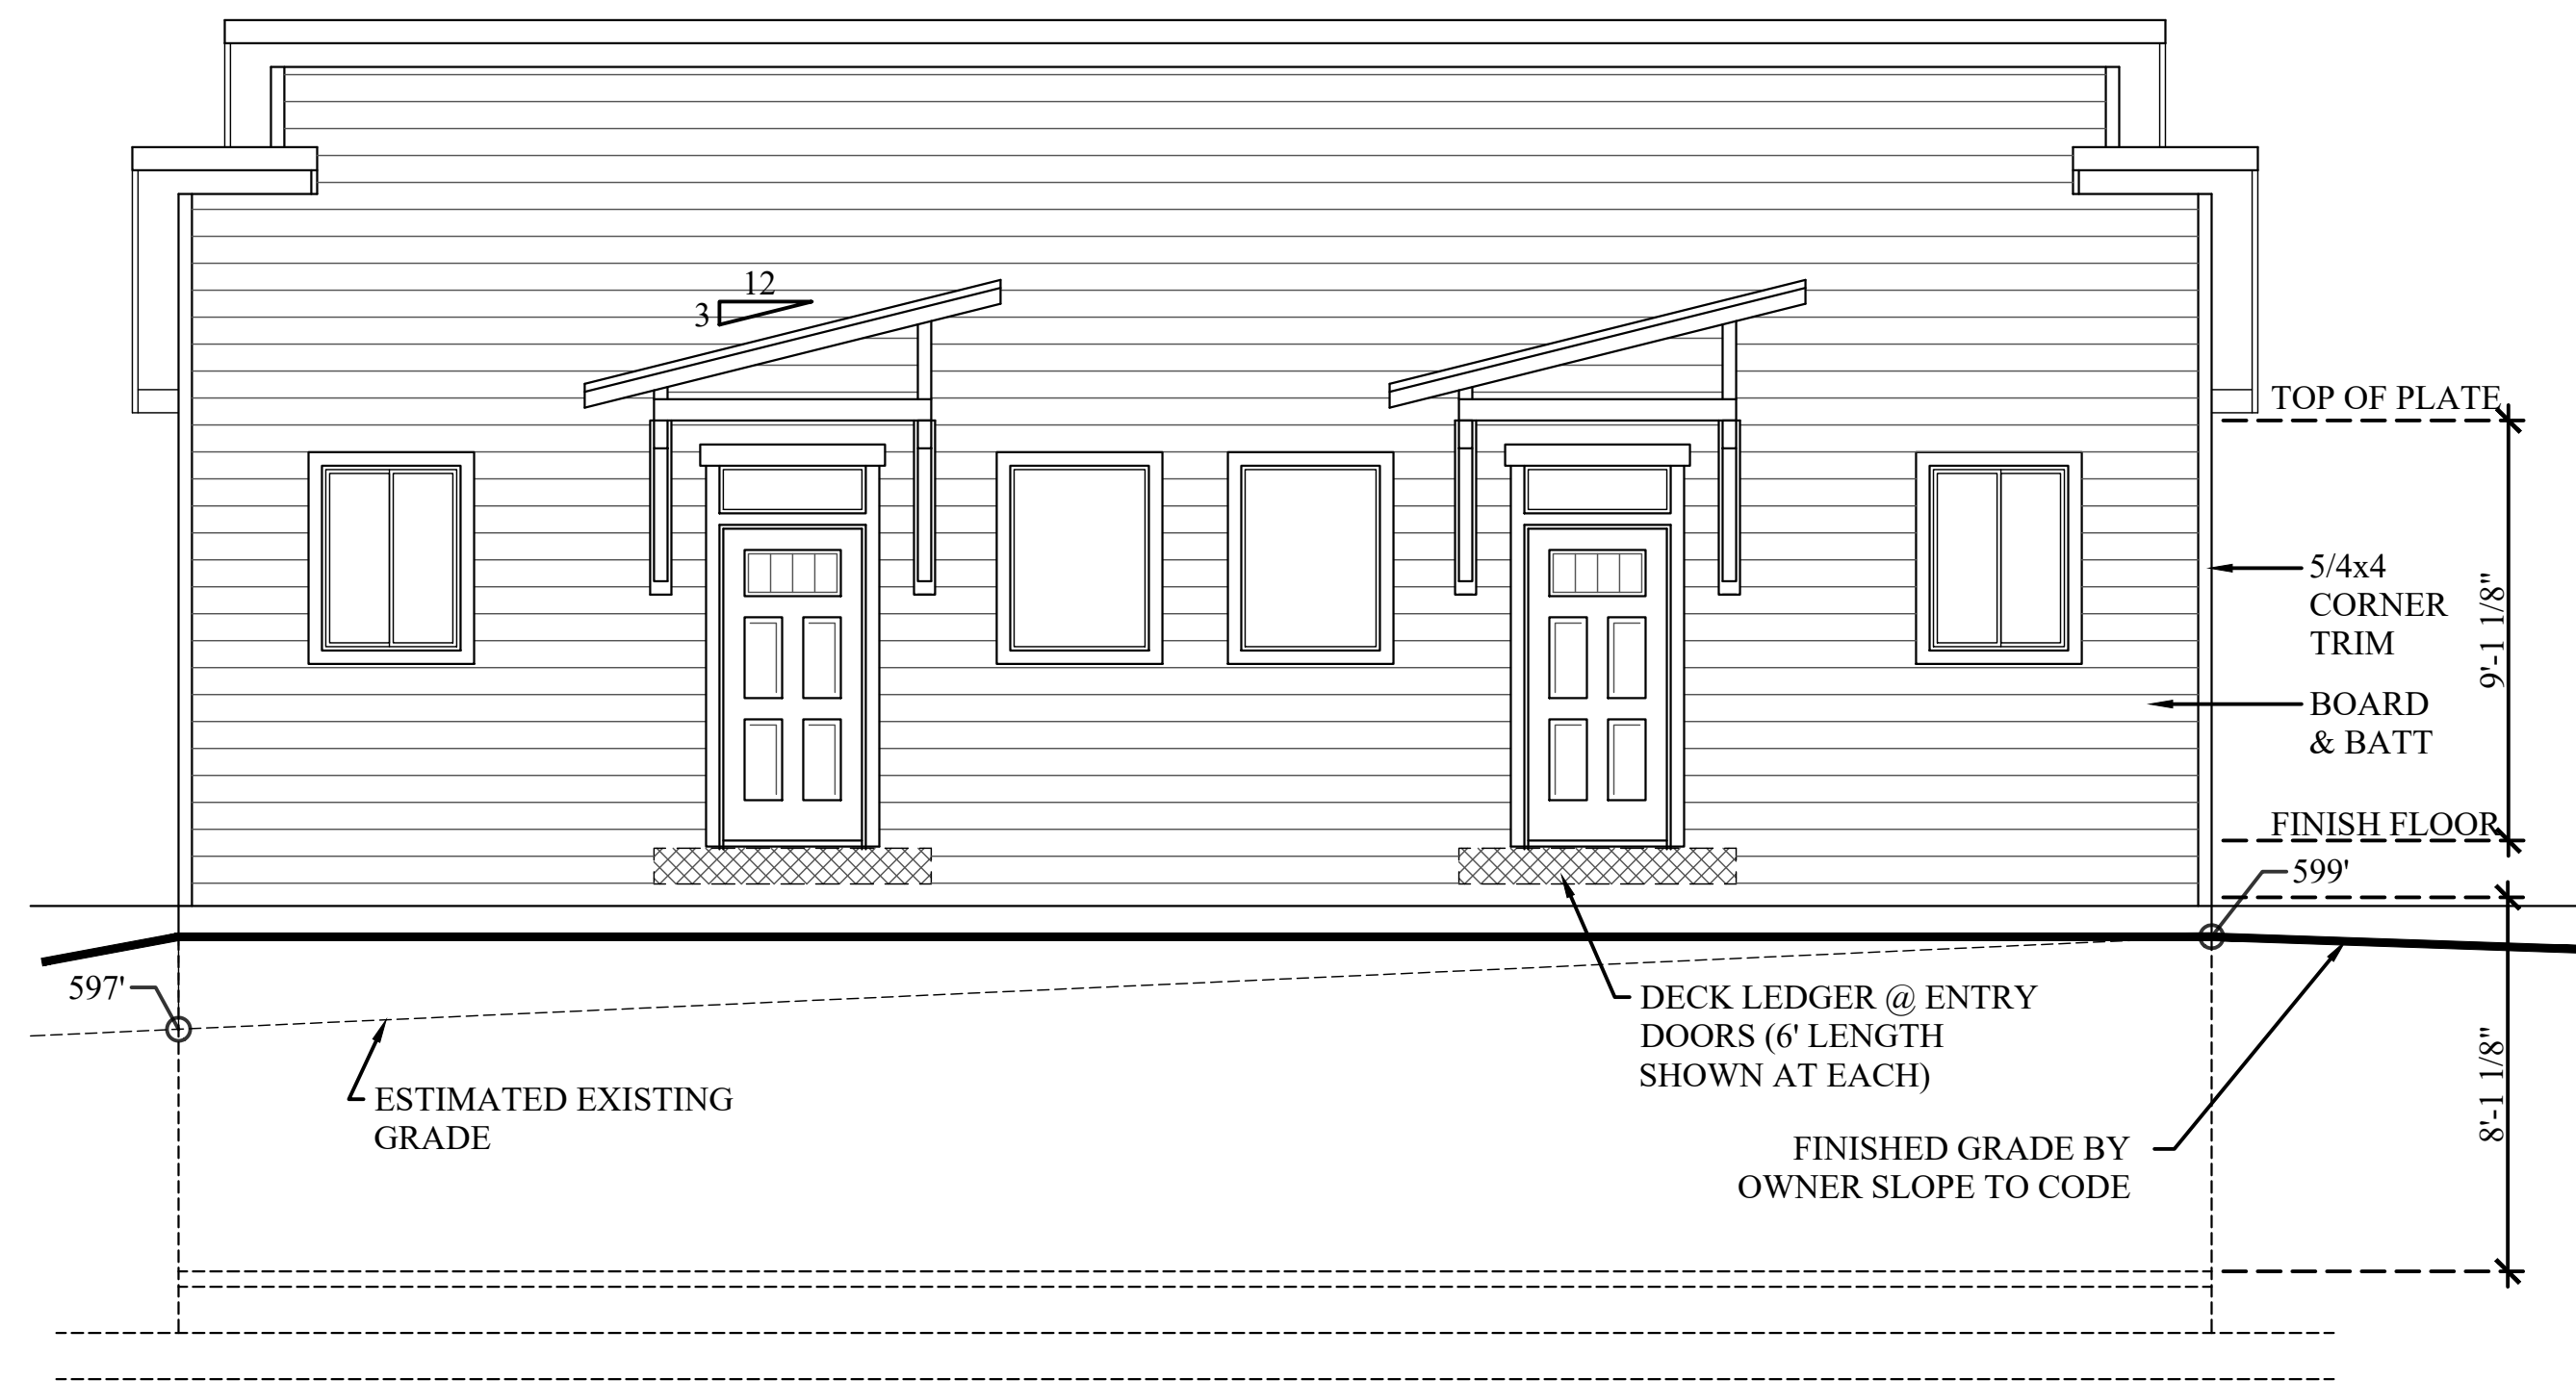 12
3
TOP OF PLATE
5/4x4
CORNER
TRIM
9'-1 1/8"
BOARD
& BATT
FINISH FLOOR
599'
597'
DECK LEDGER @ ENTRY
DOORS (6' LENGTH
SHOWN AT EACH)
8'-1 1/8"
ESTIMATED EXISTING
GRADE
FINISHED GRADE BY
OWNER SLOPE TO CODE